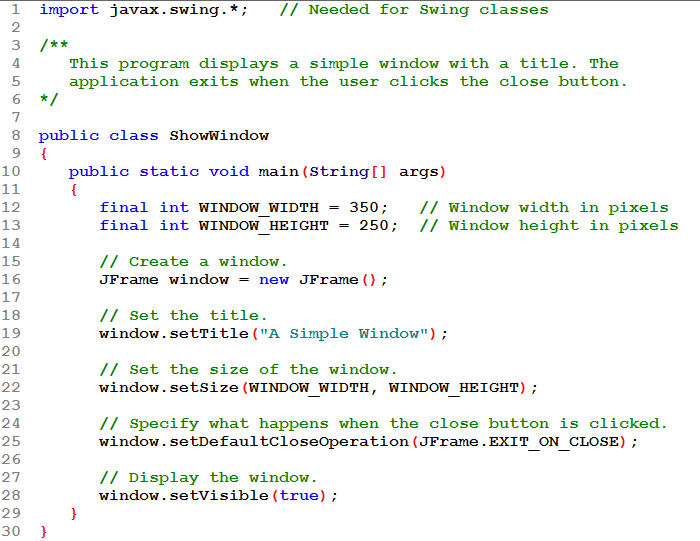 1 import javax.swing.*;   // Needed for Swing classes
2
3 /**
4    This program displays a simple window with a title. The
5    application exits when the user clicks the close button.
6 */
7
8 public class ShowWindow
9 {
10    public static void main(String[] args)
11    {
12       final int WINDOW_WIDTH = 350;   // Window width in pixels
13       final int WINDOW_HEIGHT = 250;  // Window height in pixels
14
15       // Create a window.
16       JFrame window = new JFrame();
17
18       // Set the title.
19       window.setTitle("A Simple Window");
20
21       // Set the size of the window.
22       window.setSize(WINDOW_WIDTH, WINDOW_HEIGHT);
23
24       // Specify what happens when the close button is clicked.
25       window.setDefaultCloseOperation(JFrame.EXIT_ON_CLOSE);
26
27       // Display the window.
28       window.setVisible(true);
29    }
30 }